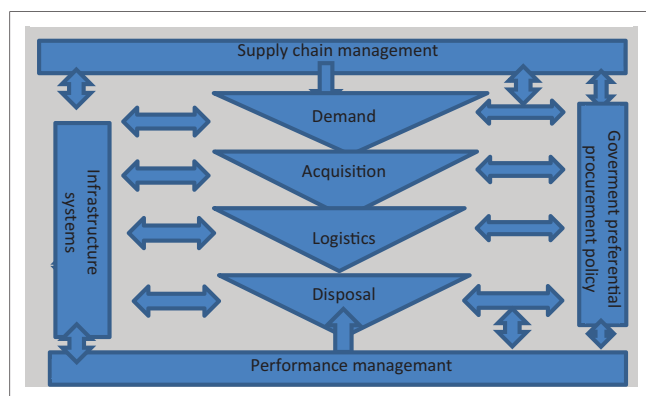 Supply chain management
Demand
Acquisition
Logistics
Disposal
Infrastructure
systems
Goverment preferential
procurement policy
Performance managemant